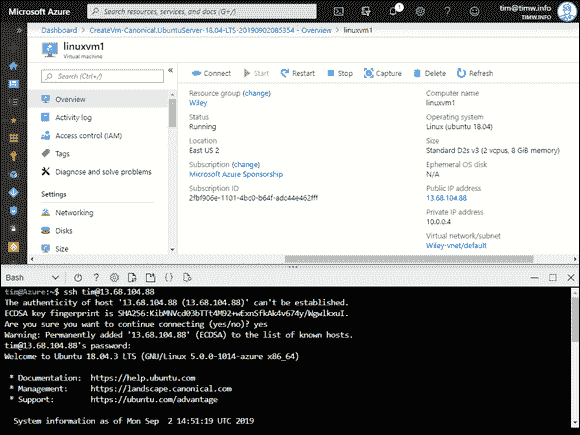 Microsoft Azure
Search resources, services, and docs (G+/)
1
tim@timw.info
TIMW.INFO
Dashboard > CreateVm-Canonical.UbuntuServer-18.04-LTS-20190902085354 - Overview > linuxvm1
linuxvm1
Virtual machine
Search (Ctrl+/)
Connect Start Restart Stop Capture Delete Refresh
Overview
Activity log
Access control (IAM)
Tags
Diagnose and solve problems
Settings
Networking
Disks
Size
Resource group (change)
Wiley
Status
Running
Location
East US 2
Subscription (change)
Microsoft Azure Sponsorship
Subscription ID
2fbf906e-1101-4bc0-b64f-adc44e462fff
Computer name
linuxvm1
Operating system
Linux (ubuntu 18.04)
Size
Standard D2s v3 (2 vcpus, 8 GiB memory)
Ephemeral OS disk
N/A
Public IP address
13.68.104.88
Private IP address
10.0.0.4
Virtual network/subnet
Wiley-vnet/default
Bash
tim@Azure:~$ ssh tim@13.68.104.88
The authenticity of host '13.68.104.88 (13.68.104.88)' can't be established.
ECDSA key fingerprint is
Are you sure you want to continue connecting (yes/no)? yes
Warning: Permanently added '13.68.104.88' (ECDSA) to the list of known hosts.
tim@13.68.104.88's password:
Welcome to Ubuntu 18.04.3 LTS (GNU/Linux 5.0.0-1014-azure x86_64)
* Documentation: https://help.ubuntu.com
* Management: https://landscape.canonical.com
* Support: https://ubuntu.com/advantage
System information as of Mon Sep 2 14:51:19 UTC 2019